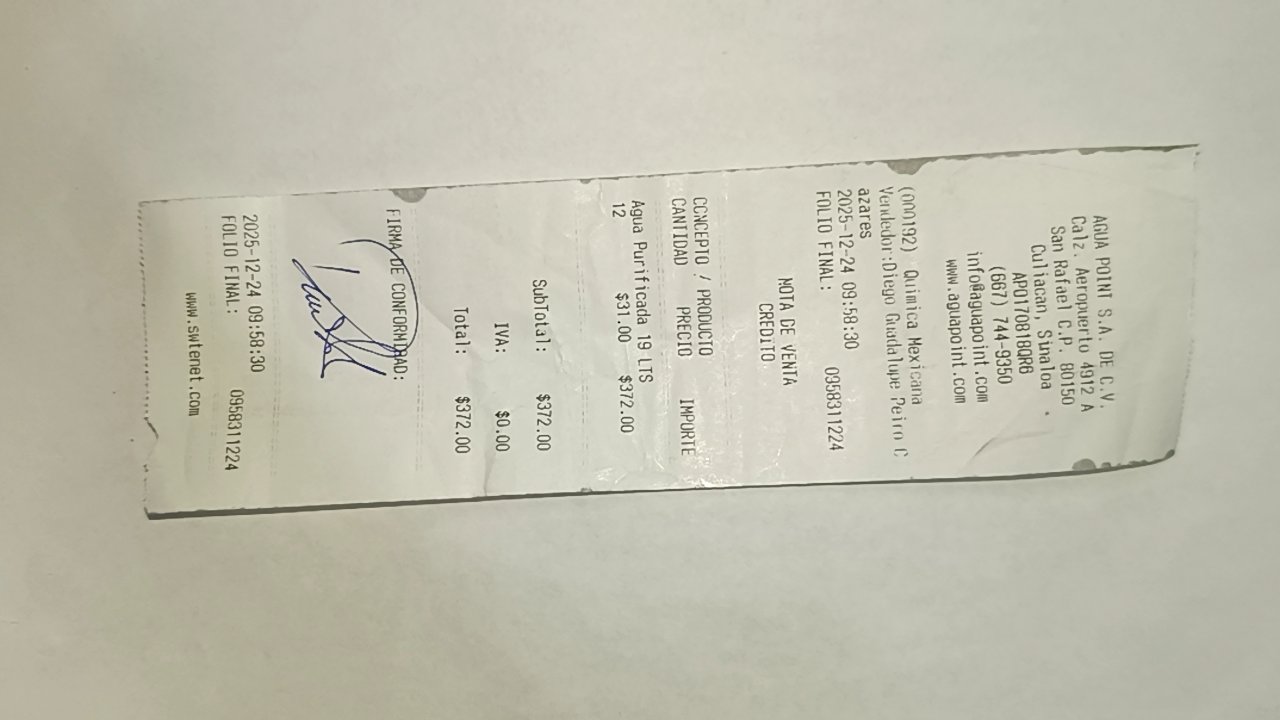 AGUA POINT S.A. DE C.V.
Calz. Aeropuerto 4912 A
San Rafael C.P. 80150
Culiacan, Sinaloa
APO170818QR6
(667) 744-9350
info@aguapoint.com
www.aguapoint.com
(000192) Quimica Mexicana
Vendedor:Diego Guadalupe Peiro C
azares
2025-12-24 09:58:30
FOLIO FINAL: 0958311224
NOTA DE VENTA
CREDITO
CONCEPTO / PRODUCTO
CANTIDAD PRECIO IMPORTE
Agua Purificada 19 LTS
12 $31.00 $372.00
SubTotal: $372.00
IVA: $0.00
Total: $372.00
FIRMA DE CONFORMIDAD:
2025-12-24 09:58:30
FOLIO FINAL: 0958311224
www.swtenet.com